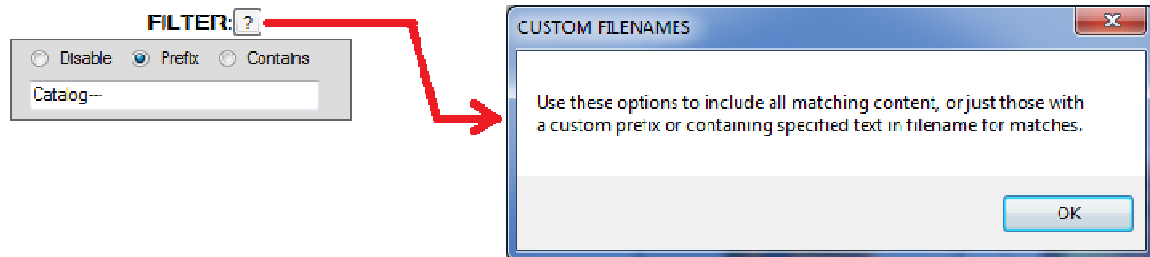 FILTER: ?
Disable Prefix Contains
Catalog---
CUSTOM FILENAMES
Use these options to include all matching content, or just those with
a custom prefix or containing specified text in filename for matches.
OK